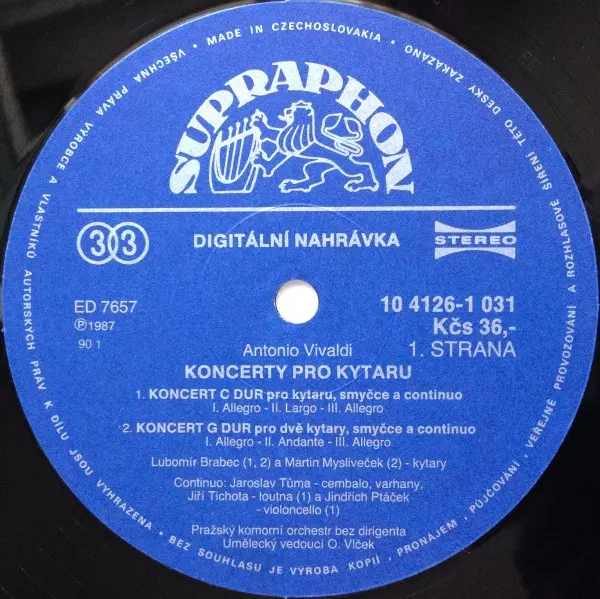 VŠECHNA PRÁVA VÝROBCE A VLASTNÍKŮ AUTORSKÝCH PRÁV K DÍLU JSOU VYHRAZENA • BEZ SOUHLASU JE VÝROBA KOPIÍ, PRONÁJEM, PŮJČOVÁNÍ, VEŘEJNÉ PROVOZOVÁNÍ A ROZHLASOVÉ ŠÍŘENÍ TÉTO DESKY ZAKÁZÁNO • MADE IN CZECHOSLOVAKIA •
SUPRAPHON
33
DIGITÁLNÍ NAHRÁVKA
STEREO
ED 7657
10 4126-1 031
℗1987
Kčs 36,-
90 1
1. STRANA
Antonio Vivaldi
KONCERTY PRO KYTARU
1. KONCERT C DUR pro kytaru, smyčce a continuo
I. Allegro - II. Largo - III. Allegro
2. KONCERT G DUR pro dvě kytary, smyčce a continuo
I. Allegro - II. Andante - III. Allegro
Lubomír Brabec (1, 2) a Martin Mysliveček (2) - kytary
Continuo: Jaroslav Tůma - cembalo, varhany,
Jiří Tichota - loutna (1) a Jindřich Ptáček
- violoncello (1)
Pražský komorní orchestr bez dirigenta
Umělecký vedoucí O. Vlček